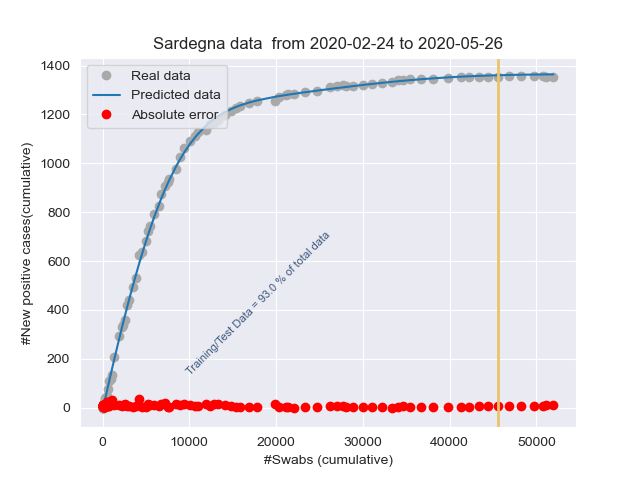 Sardegna data  from 2020-02-24 to 2020-05-26
#New positive cases(cumulative)
1400
1200
1000
800
600
400
200
0
Real data
Predicted data
Absolute error
Training/Test Data = 93.0 % of total data
0 10000 20000 30000 40000 50000
#Swabs (cumulative)